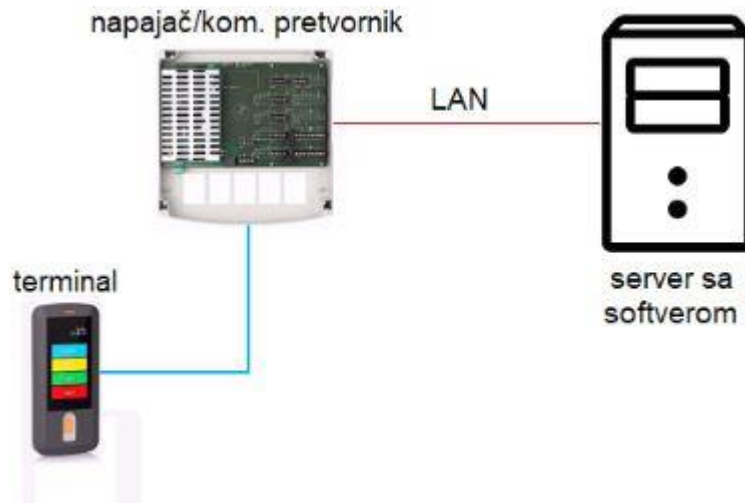 napajač/kom. pretvornik
LAN
terminal
server sa
softverom